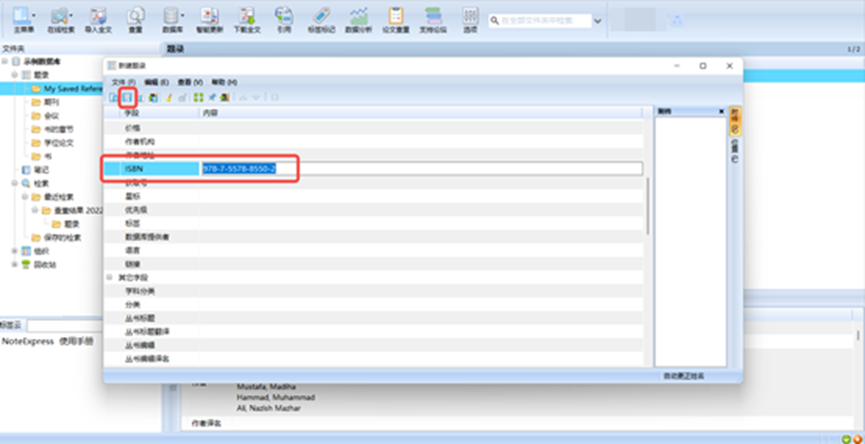 主菜单 在线检索 导入全文 查重 数据库 智能更新 下载全文 引用 标签标记 数据分析 论文查重 支持论坛 选项 在全部文件夹中检索
文件夹
题录
1/2
示例数据库
题录
My Saved Refere
期刊
会议
书的章节
学位论文
书
笔记
检索
最近检索
查重结果 2022
题录
保存的检索
组织
回收站
标签云
NoteExpress 使用手册
新建题录
文件 (F) 编辑 (E) 查看 (V) 帮助 (H)
字段 内容
价格
作者机构
作者地址
ISBN 978-7-5578-8550-2
获取号
星标
优先级
标签
数据库提供者
语言
链接
其它字段
学科分类
分类
丛书标题
丛书标题翻译
丛书编辑
丛书编辑译名
附件
位置
自动更正姓名
Mustafa, Madiha
Hammad, Muhammad
Ali, Nazish Mazhar
作者译名